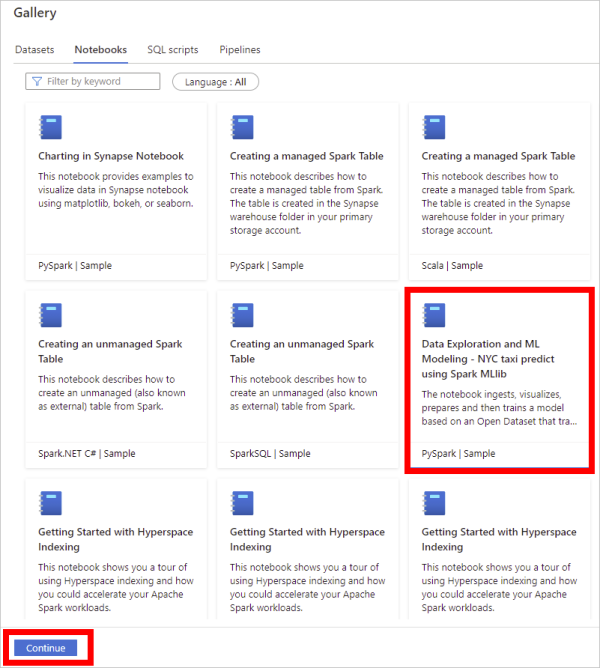 Gallery
Datasets Notebooks SQL scripts Pipelines
Filter by keyword Language : All
Charting in Synapse Notebook
This notebook provides examples to
visualize data in Synapse notebook
using matplotlib, bokeh, or seaborn.
PySpark | Sample
Creating a managed Spark Table
This notebook describes how to
create a managed table from Spark.
The table is created in the Synapse
warehouse folder in your primary
storage account.
PySpark | Sample
Creating a managed Spark Table
This notebook describes how to
create a managed table from Spark.
The table is created in the Synapse
warehouse folder in your primary
storage account.
Scala | Sample
Creating an unmanaged Spark
Table
This notebook describes how to
create an unmanaged (also known
as external) table from Spark.
Spark.NET C# | Sample
Creating an unmanaged Spark
Table
This notebook describes how to
create an unmanaged (also known
as external) table from Spark.
SparkSQL | Sample
Data Exploration and ML
Modeling - NYC taxi predict
using Spark MLlib
The notebook ingests, visualizes,
prepares and then trains a model
based on an Open Dataset that tra...
PySpark | Sample
Getting Started with Hyperspace
Indexing
This notebook shows you a tour of
using Hyperspace indexing and how
you could accelerate your Apache
Spark workloads.
Getting Started with Hyperspace
Indexing
This notebook shows you a tour of
using Hyperspace indexing and how
you could accelerate your Apache
Spark workloads.
Getting Started with Hyperspace
Indexing
This notebook shows you a tour of
using Hyperspace indexing and how
you could accelerate your Apache
Spark workloads.
Continue